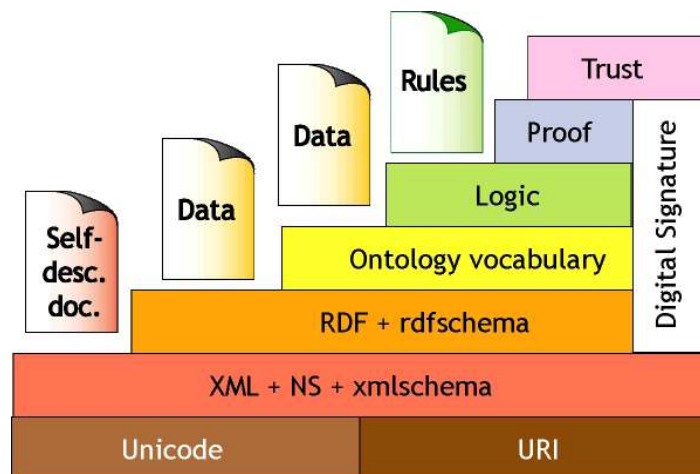 Trust
Rules
Proof
Data
Logic
Data
Ontology vocabulary
Digital Signature
Self-
desc.
doc.
RDF + rdfschema
XML + NS + xmlschema
Unicode
URI